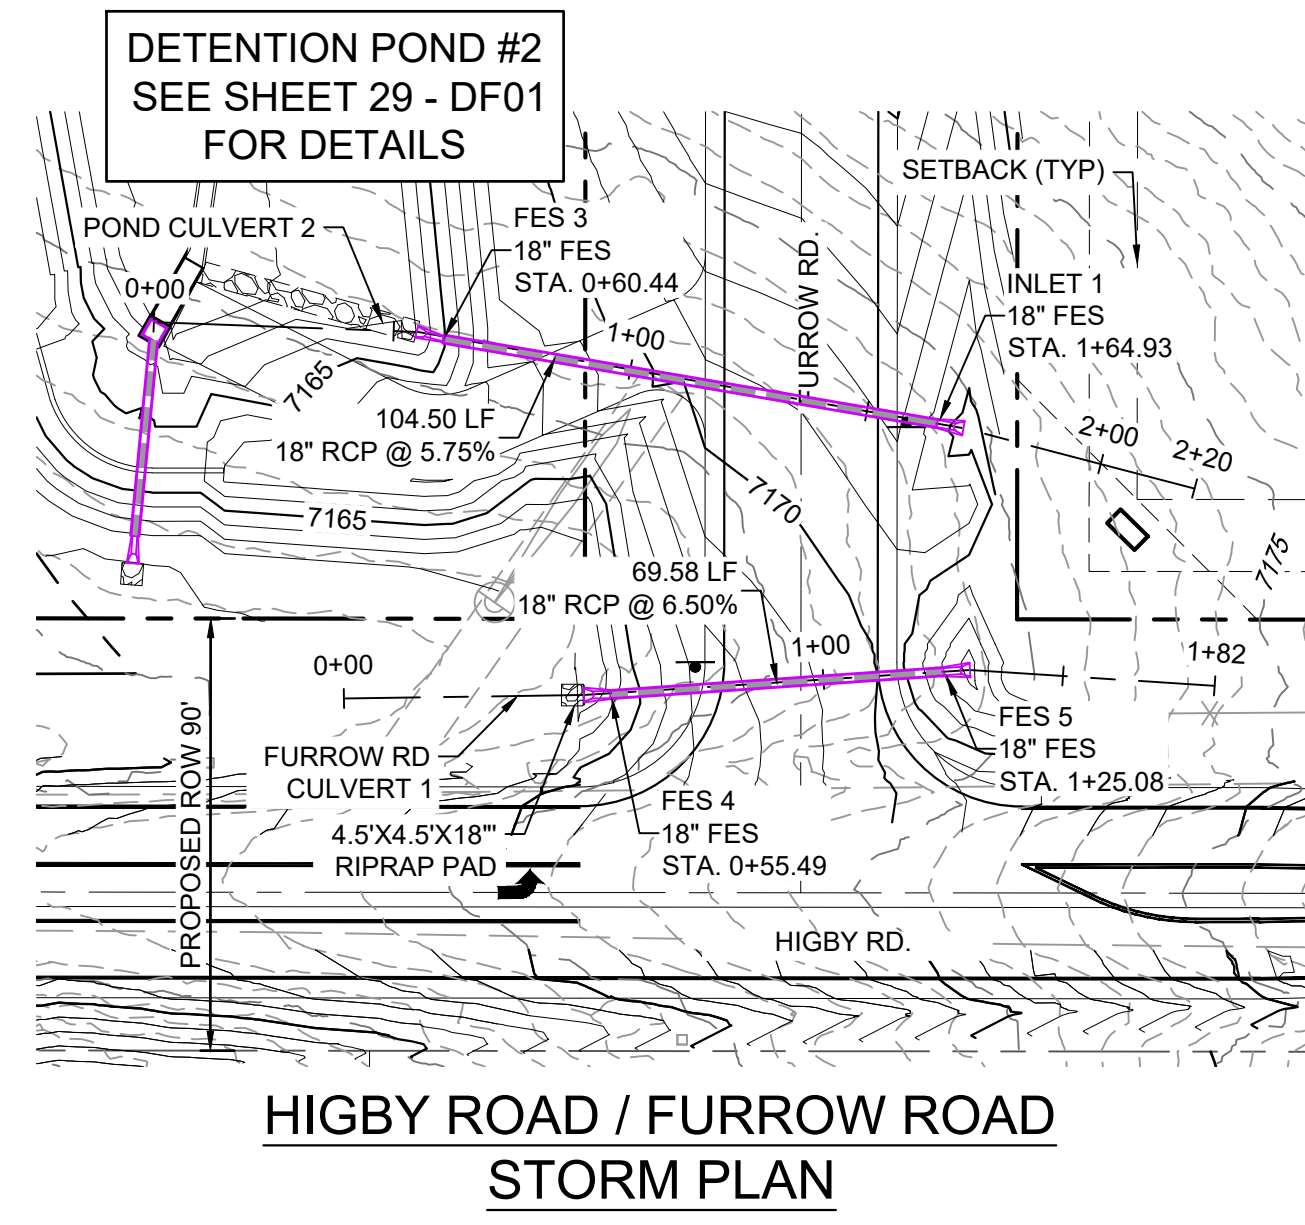 DETENTION POND #2
SEE SHEET 29 - DF01
FOR DETAILS
SETBACK (TYP)
POND CULVERT 2
FES 3
18" FES
STA. 0+60.44
0+00
FURROW RD.
INLET 1
18" FES
STA. 1+64.93
1+00
7165
104.50 LF
18" RCP @ 5.75%
2+00
2+20
7170
7165
7175
69.58 LF
18" RCP @ 6.50%
0+00
1+00
1+82
PROPOSED ROW 90'
FURROW RD
CULVERT 1
FES 5
18" FES
STA. 1+25.08
4.5'X4.5'X18"'
RIPRAP PAD
FES 4
18" FES
STA. 0+55.49
HIGBY RD.
HIGBY ROAD / FURROW ROAD
STORM PLAN